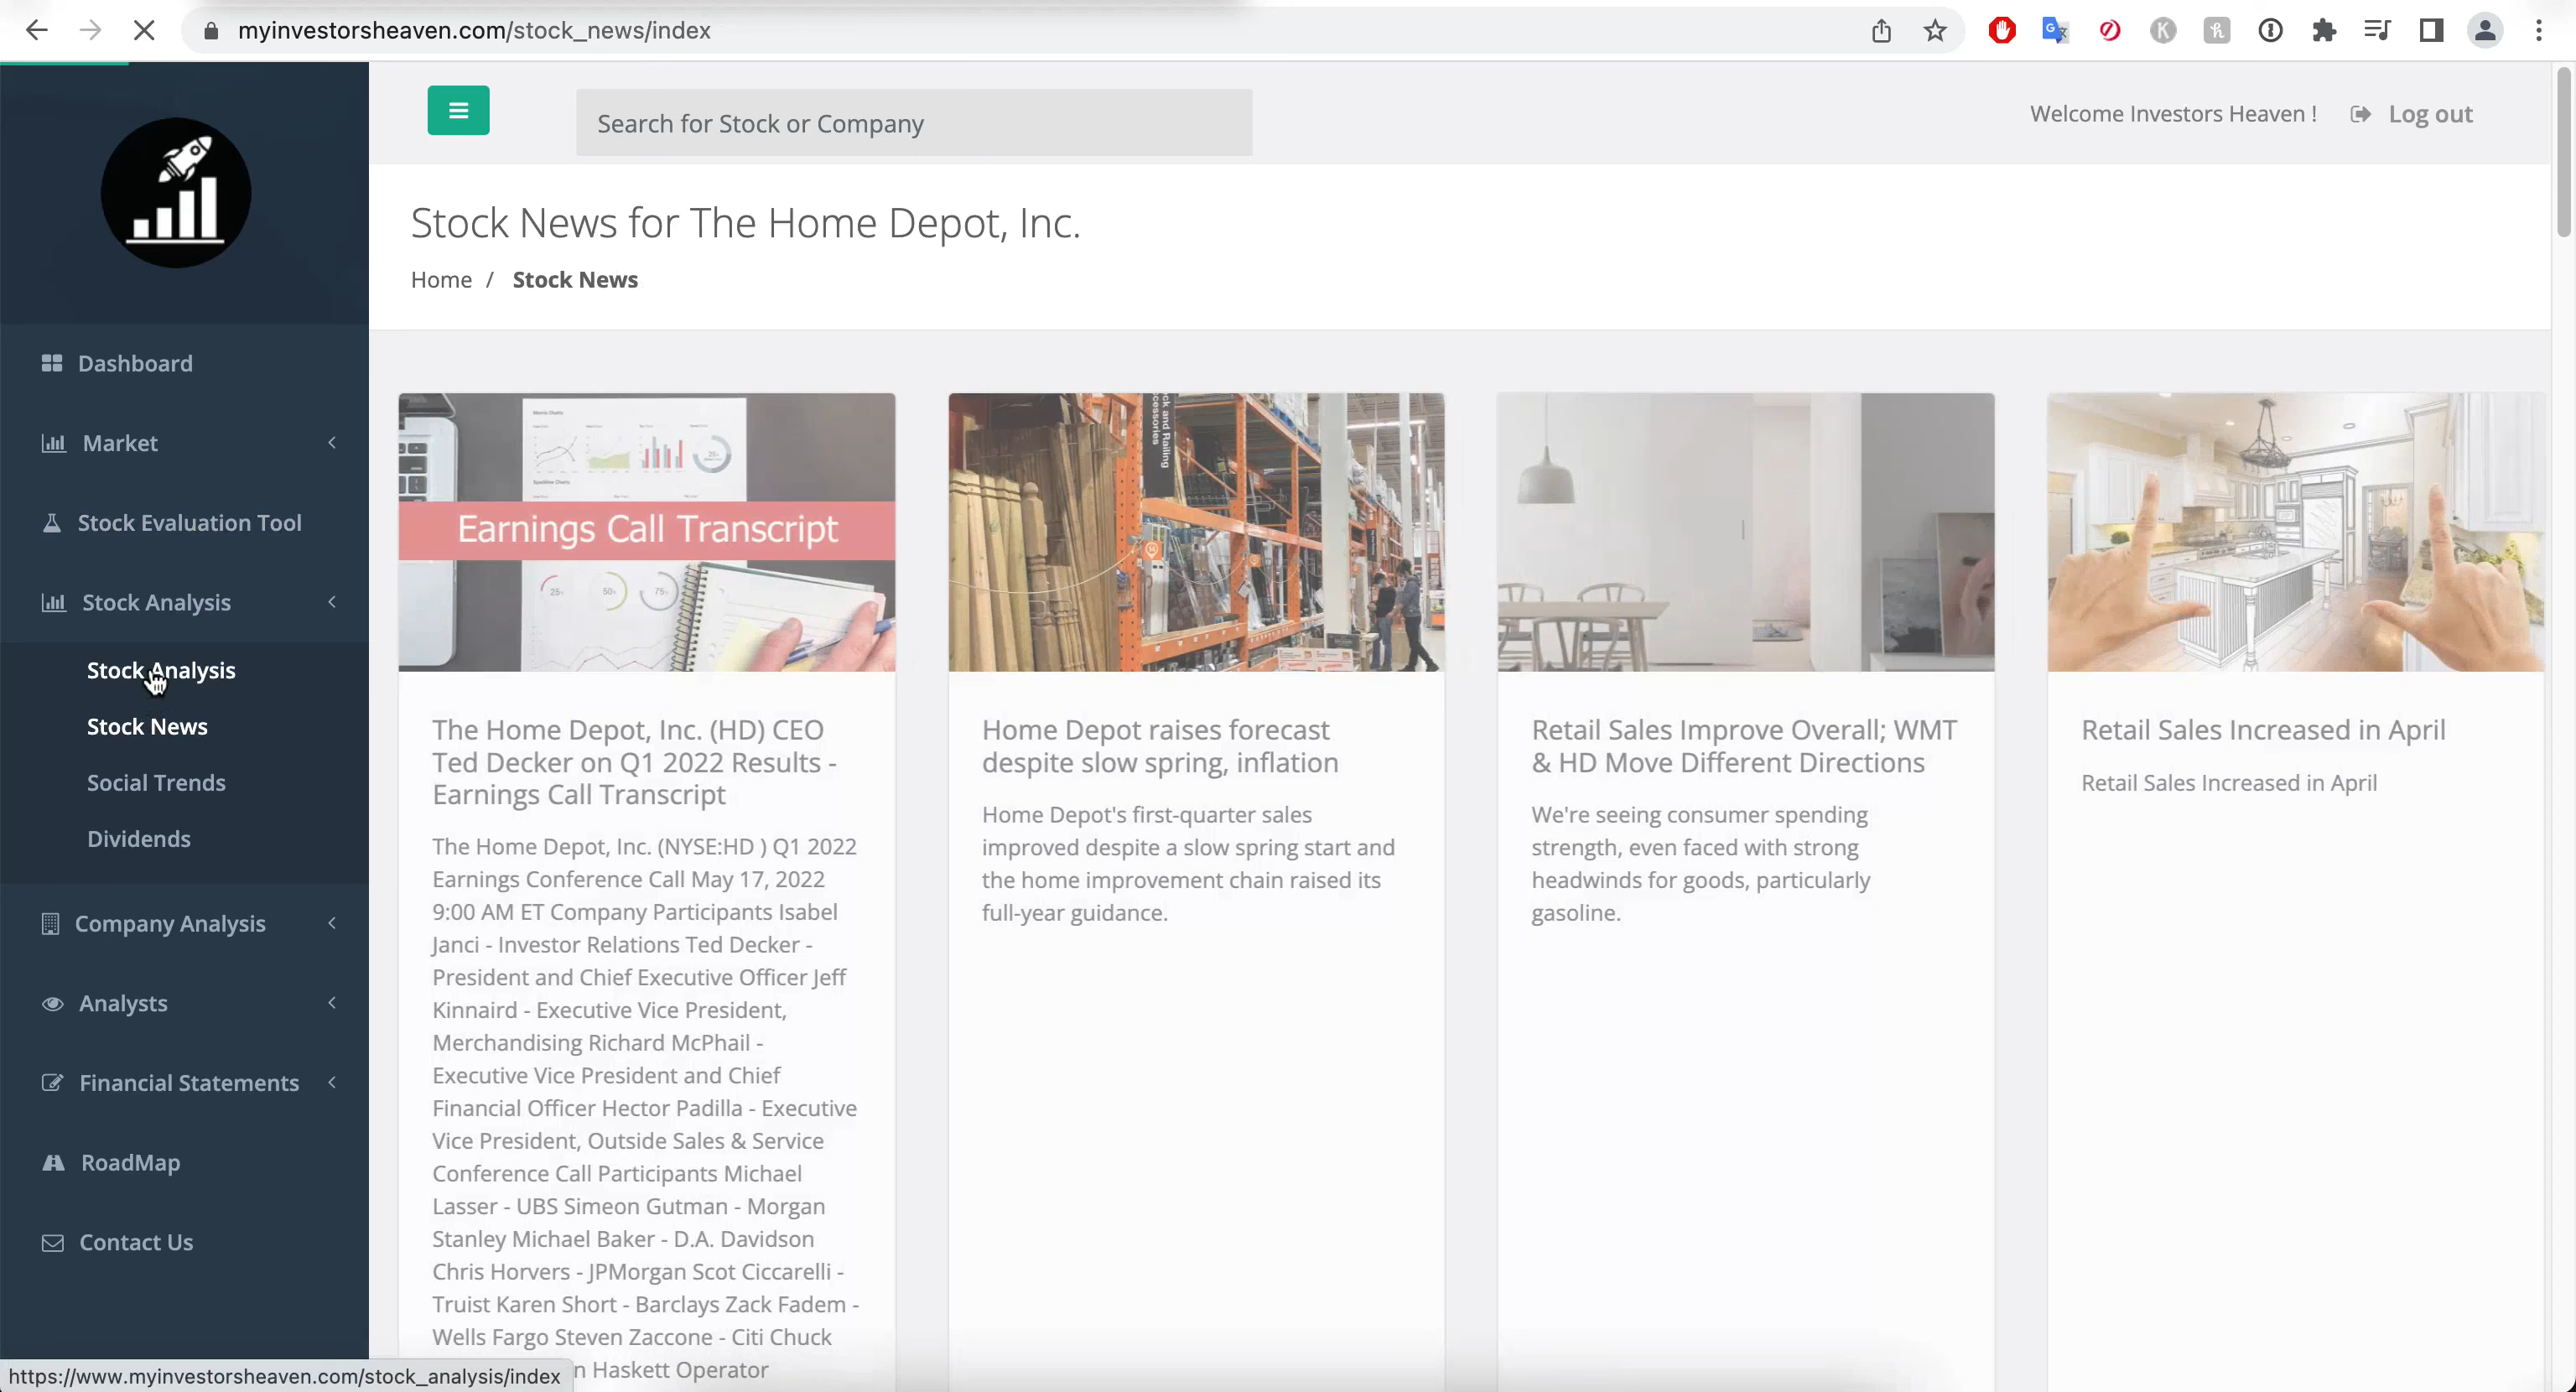 myinvestorsheaven.com/stock_news/index
Search for Stock or Company
Welcome Investors Heaven !
Log out
Stock News for The Home Depot, Inc.
Home / Stock News
Dashboard
Market
Stock Evaluation Tool
Stock Analysis
Stock Analysis
Stock News
Social Trends
Dividends
Company Analysis
Analysts
Financial Statements
RoadMap
Contact Us
Earnings Call Transcript
25%
50%
75%
The Home Depot, Inc. (HD) CEO
Ted Decker on Q1 2022 Results -
Earnings Call Transcript
The Home Depot, Inc. (NYSE:HD ) Q1 2022
Earnings Conference Call May 17, 2022
9:00 AM ET Company Participants Isabel
Janci - Investor Relations Ted Decker -
President and Chief Executive Officer Jeff
Kinnaird - Executive Vice President,
Merchandising Richard McPhail -
Executive Vice President and Chief
Financial Officer Hector Padilla - Executive
Vice President, Outside Sales & Service
Conference Call Participants Michael
Lasser - UBS Simeon Gutman - Morgan
Stanley Michael Baker - D.A. Davidson
Chris Horvers - JPMorgan Scot Ciccarelli -
Truist Karen Short - Barclays Zack Fadem -
Wells Fargo Steven Zaccone - Citi Chuck
n Haskett Operator
Home Depot raises forecast
despite slow spring, inflation
Home Depot's first-quarter sales
improved despite a slow spring start and
the home improvement chain raised its
full-year guidance.
Retail Sales Improve Overall; WMT
& HD Move Different Directions
We're seeing consumer spending
strength, even faced with strong
headwinds for goods, particularly
gasoline.
Retail Sales Increased in April
Retail Sales Increased in April
https://www.myinvestorsheaven.com/stock_analysis/index